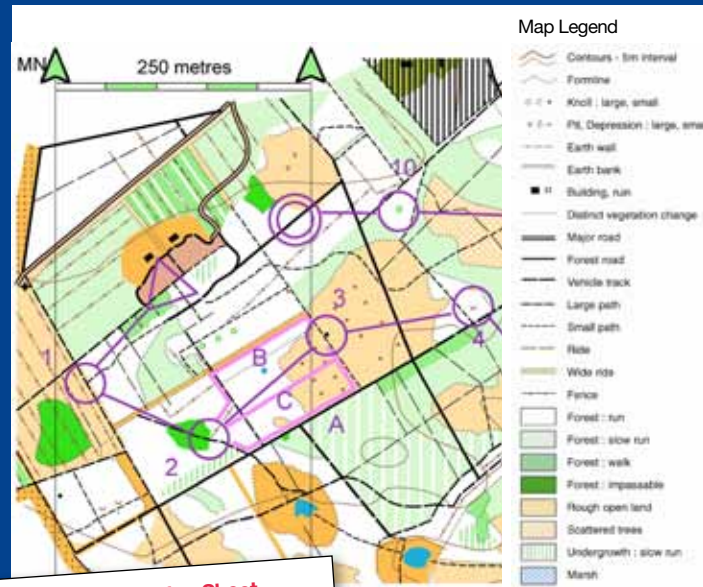 Map Legend
MN
250 metres
10
3
4
1
B
C
A
2
Contours - 5m interval
Formline
Knoll : large, small
Pit, Depression : large, sma
Earth wall
Earth bank
Building, ruin
Distinct vegetation change
Major road
Forest road
Vehicle track
Large path
Small path
Ride
Wide ride
Fence
Forest : run
Forest : slow run
Forest : walk
Forest : impassable
Rough open land
Scattered trees
Undergrowth : slow run
Marsh
Sheet